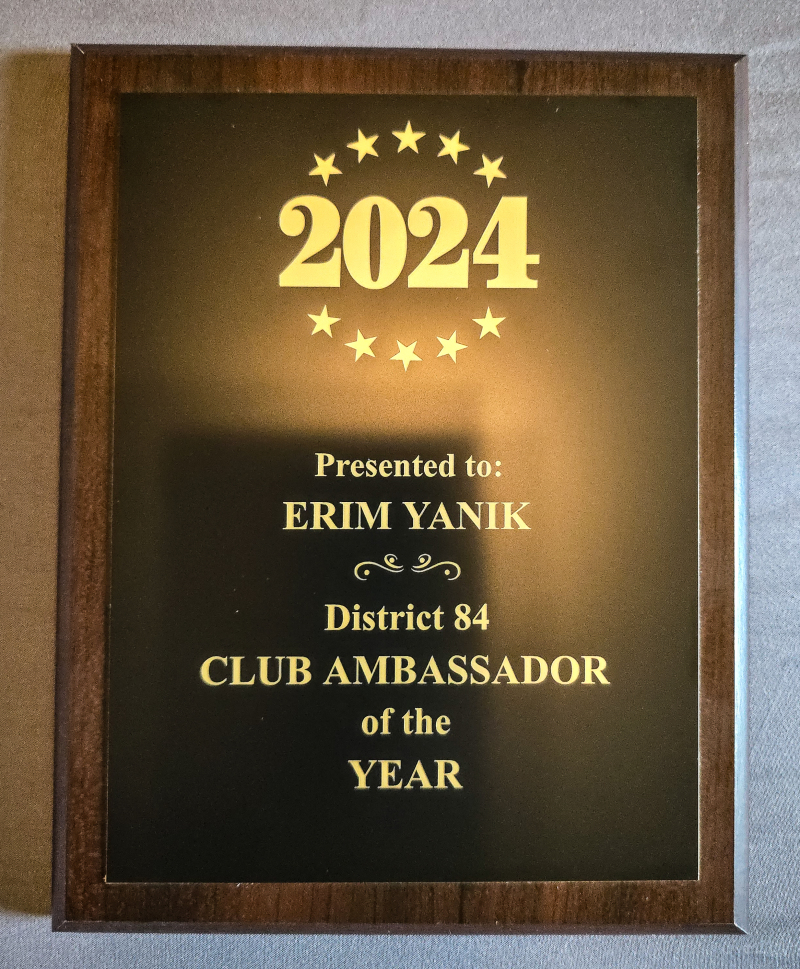 2024
Presented to:
ERIM YANIK
District 84
CLUB AMBASSADOR
of the
YEAR